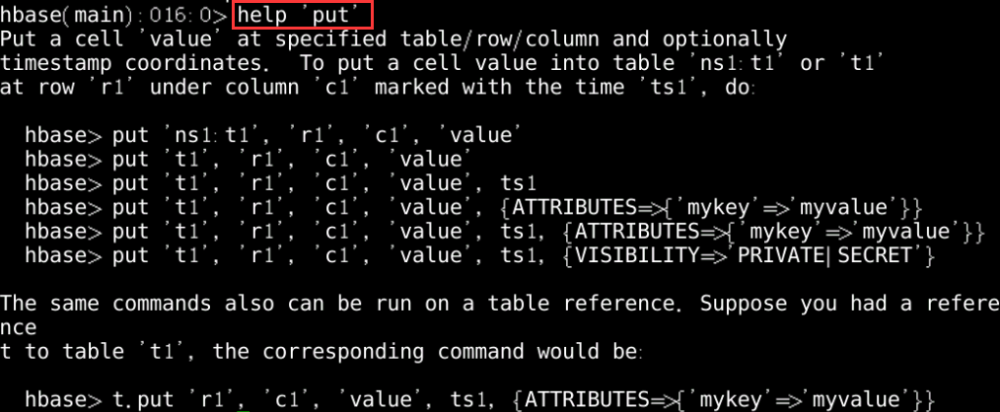 hbase(main):016:0> help 'put'
Put a cell 'value' at specified table/row/column and optionally
timestamp coordinates.  To put a cell value into table 'ns1:t1' or 't1'
at row 'r1' under column 'c1' marked with the time 'ts1', do:
hbase> put 'ns1:t1', 'r1', 'c1', 'value'
hbase> put 't1', 'r1', 'c1', 'value'
hbase> put 't1', 'r1', 'c1', 'value', ts1
hbase> put 't1', 'r1', 'c1', 'value', {ATTRIBUTES=>{'mykey'=>'myvalue'}}
hbase> put 't1', 'r1', 'c1', 'value', ts1, {ATTRIBUTES=>{'mykey'=>'myvalue'}}
hbase> put 't1', 'r1', 'c1', 'value', ts1, {VISIBILITY=>'PRIVATE|SECRET'}
The same commands also can be run on a table reference. Suppose you had a refere
nce
t to table 't1', the corresponding command would be:
hbase> t.put 'r1', 'c1', 'value', ts1, {ATTRIBUTES=>{'mykey'=>'myvalue'}}